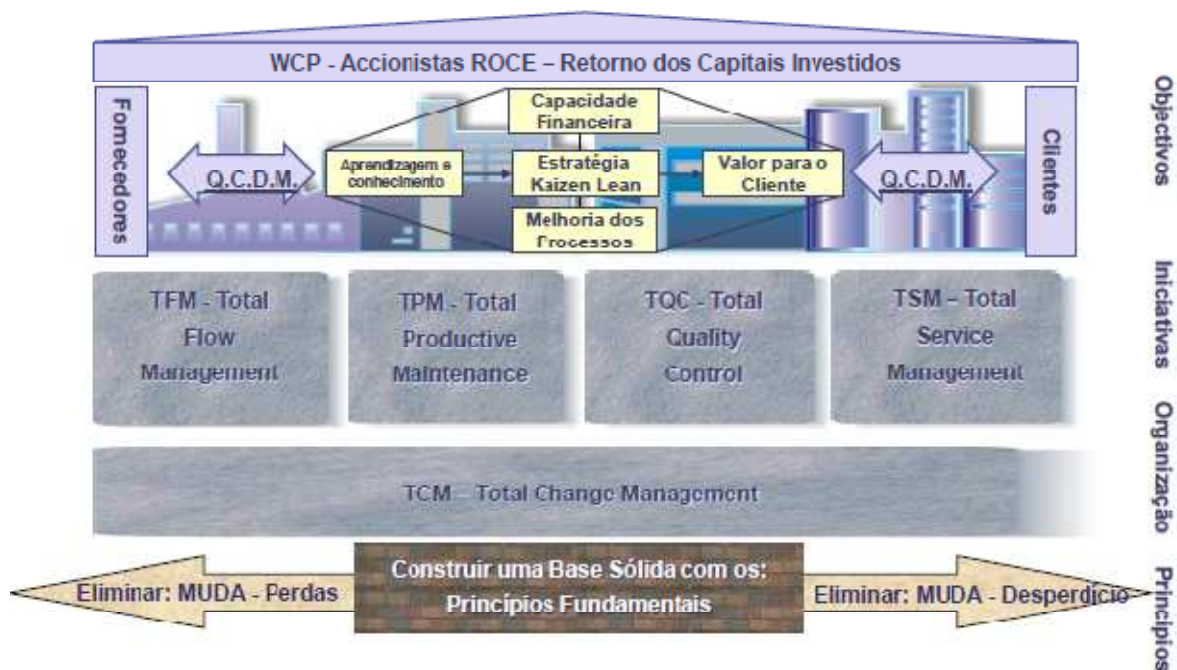 WCP - Accionistas ROCE – Retorno dos Capitais Investidos
Fornecedores
Q.C.D.M.
Aprendizagem e
conhecimento
Capacidade
Financeira
Estratégia
Kaizen Lean
Melhoria dos
Processos
Valor para o
Cliente
Q.C.D.M.
Clientes
Objectivos
TFM - Total
Flow
Management
TPM - Total
Productive
Maintenance
TQC - Total
Quality
Control
TSM – Total
Service
Management
Iniciativas
TCM – Total Change Management
Organização
Eliminar: MUDA - Perdas
Construir uma Base Sólida com os:
Princípios Fundamentais
Eliminar: MUDA - Desperdício
Principios